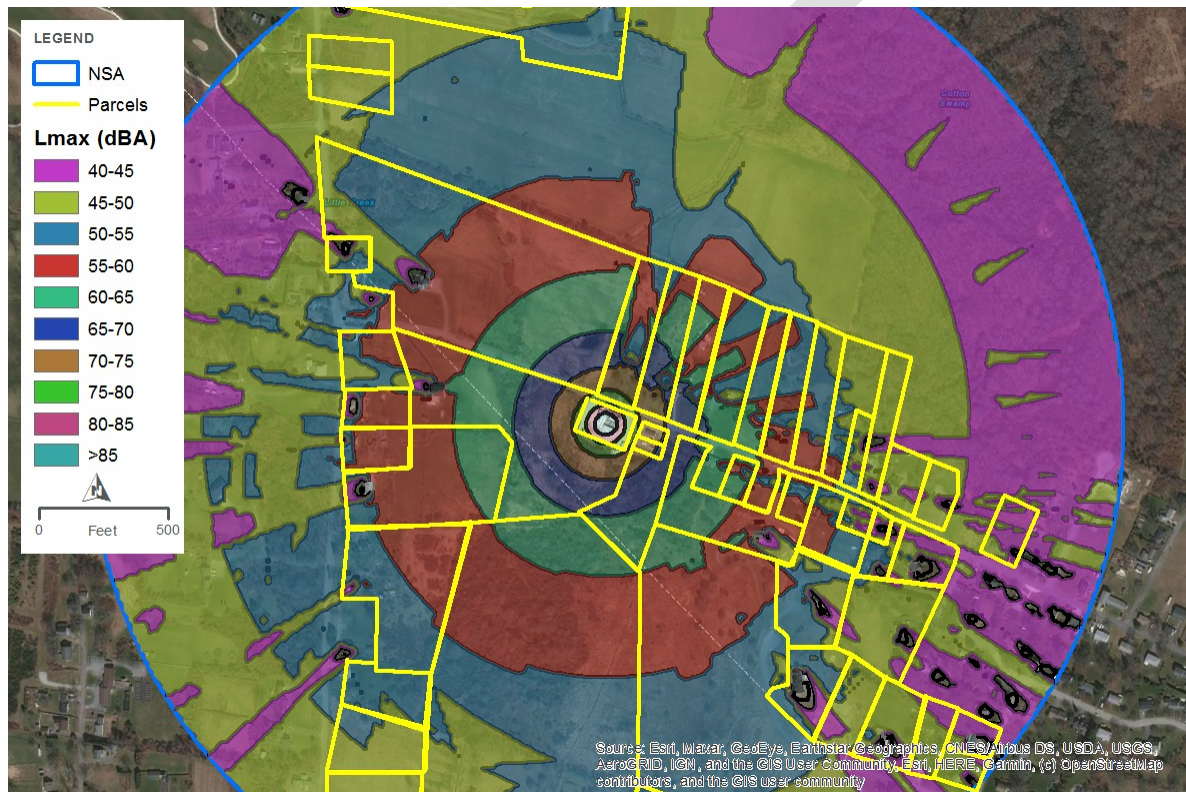 LEGEND
NSA
Parcels
Lmax (dBA)
40-45
45-50
50-55
55-60
60-65
65-70
70-75
75-80
80-85
>85
N
0 Feet 500
Cotton
Swamp
Little Creek
Source: Esri, Maxar, GeoEye, Earthstar Geographics, CNES/Airbus DS, USDA, USGS,
AeroGRID, IGN, and the GIS User Community, Esri, HERE, Garmin, (c) OpenStreetMap
contributors, and the GIS user community